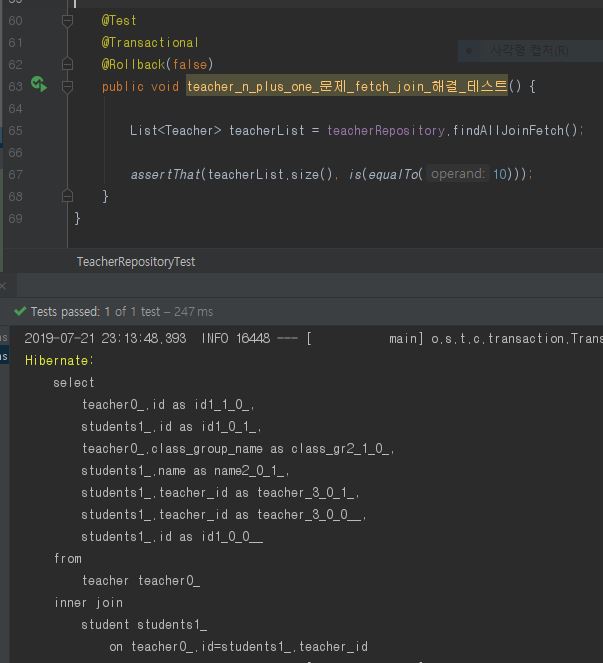 60 @Test
61 @Transactional
사각형 캡처(R)
62 @Rollback(false)
63 public void teacher_n_plus_one_문제_fetch_join_해결_테스트() {
64
65 List<Teacher> teacherList = teacherRepository.findAllJoinFetch();
66
67 assertThat(teacherList.size(), is(equalTo( operand: 10)));
68 }
69 }
TeacherRepositoryTest
Tests passed: 1 of 1 test – 247 ms
2019-07-21 23:13:48.393 INFO 16448 --- [ main] o.s.t.c.transaction.Trans
Hibernate:
select
teacher0_.id as id1_1_0_,
students1_.id as id1_0_1_,
teacher0_.class_group_name as class_gr2_1_0_,
students1_.name as name2_0_1_,
students1_.teacher_id as teacher_3_0_1_,
students1_.teacher_id as teacher_3_0_0__,
students1_.id as id1_0_0__
from
teacher teacher0_
inner join
student students1_
on teacher0_.id=students1_.teacher_id